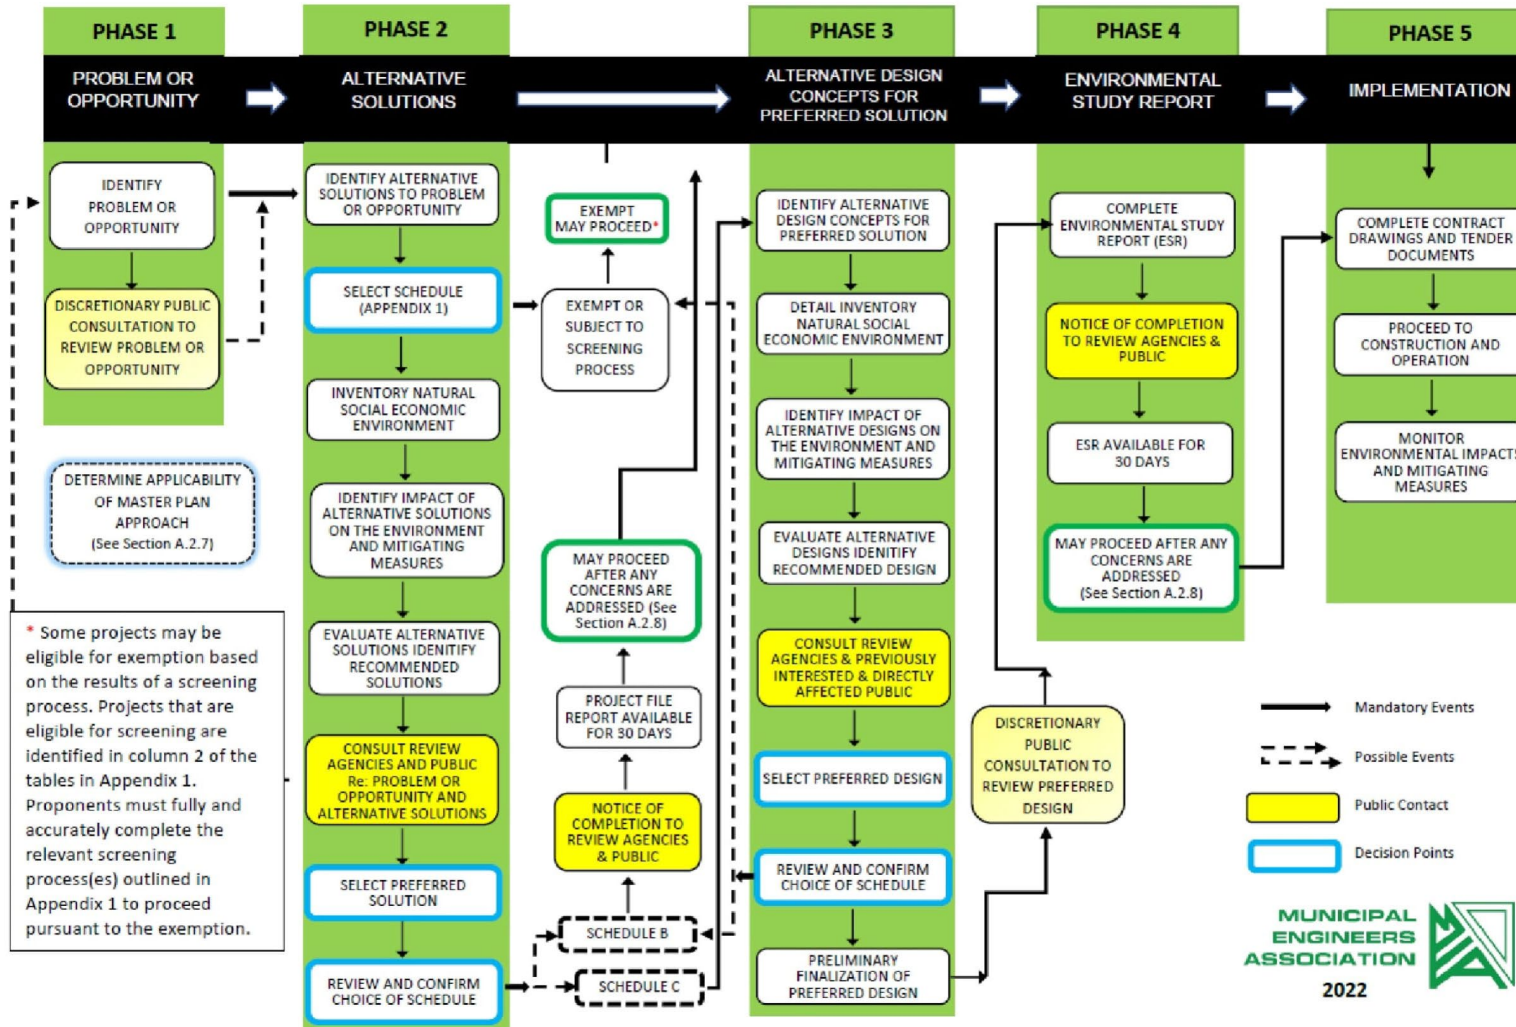 PHASE 1
PROBLEM OR
OPPORTUNITY
IDENTIFY
PROBLEM OR
OPPORTUNITY
DISCRETIONARY PUBLIC
CONSULTATION TO
REVIEW PROBLEM OR
OPPORTUNITY
DETERMINE APPLICABILITY
OF MASTER PLAN
APPROACH
(See Section A.2.7)
* Some projects may be
eligible for exemption based
on the results of a screening
process. Projects that are
eligible for screening are
identified in column 2 of the
tables in Appendix 1.
Proponents must fully and
accurately complete the
relevant screening
process(es) outlined in
Appendix 1 to proceed
pursuant to the exemption.
PHASE 2
ALTERNATIVE
SOLUTIONS
IDENTIFY ALTERNATIVE
SOLUTIONS TO PROBLEM
OR OPPORTUNITY
SELECT SCHEDULE
(APPENDIX 1)
INVENTORY NATURAL
SOCIAL ECONOMIC
ENVIRONMENT
IDENTIFY IMPACT OF
ALTERNATIVE SOLUTIONS
ON THE ENVIRONMENT
AND MITIGATING
MEASURES
EVALUATE ALTERNATIVE
SOLUTIONS IDENTIFY
RECOMMENDED
SOLUTIONS
CONSULT REVIEW
AGENCIES AND PUBLIC
Re: PROBLEM OR
OPPORTUNITY AND
ALTERNATIVE SOLUTIONS
SELECT PREFERRED
SOLUTION
REVIEW AND CONFIRM
CHOICE OF SCHEDULE
EXEMPT
MAY PROCEED*
EXEMPT OR
SUBJECT TO
SCREENING
PROCESS
MAY PROCEED
AFTER ANY
CONCERNS ARE
ADDRESSED (See
Section A.2.8)
PROJECT FILE
REPORT AVAILABLE
FOR 30 DAYS
NOTICE OF
COMPLETION TO
REVIEW AGENCIES
& PUBLIC
SCHEDULE B
SCHEDULE C
PHASE 3
ALTERNATIVE DESIGN
CONCEPTS FOR
PREFERRED SOLUTION
IDENTIFY ALTERNATIVE
DESIGN CONCEPTS FOR
PREFERRED SOLUTION
DETAIL INVENTORY
NATURAL SOCIAL
ECONOMIC ENVIRONMENT
IDENTIFY IMPACT OF
ALTERNATIVE DESIGNS ON
THE ENVIRONMENT AND
MITIGATING MEASURES
EVALUATE ALTERNATIVE
DESIGNS IDENITIFY
RECOMMENDED DESIGN
CONSULT REVIEW
AGENCIES & PREVIOUSLY
INTERESTED & DIRECTLY
AFFECTED PUBLIC
SELECT PREFERRED DESIGN
REVIEW AND CONFIRM
CHOICE OF SCHEDULE
PRELIMINARY
FINALIZATION OF
PREFERRED DESIGN
DISCRETIONARY
PUBLIC
CONSULTATION TO
REVIEW PREFERRED
DESIGN
PHASE 4
ENVIRONMENTAL
STUDY REPORT
COMPLETE
ENVIRONMENTAL STUDY
REPORT (ESR)
NOTICE OF COMPLETION
TO REVIEW AGENCIES &
PUBLIC
ESR AVAILABLE FOR
30 DAYS
MAY PROCEED AFTER ANY
CONCERNS ARE
ADDRESSED
(See Section A.2.8)
PHASE 5
IMPLEMENTATION
COMPLETE CONTRACT
DRAWINGS AND TENDER
DOCUMENTS
PROCEED TO
CONSTRUCTION AND
OPERATION
MONITOR
ENVIRONMENTAL IMPACTS
AND MITIGATING
MEASURES
Mandatory Events
Possible Events
Public Contact
Decision Points
MUNICIPAL
ENGINEERS
ASSOCIATION
2022
MEA